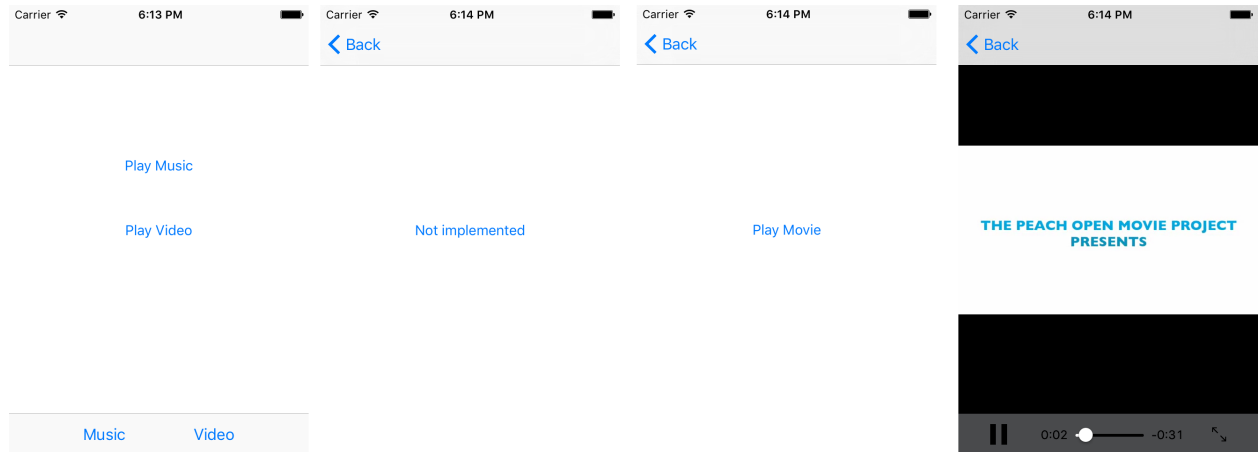 Carrier 6:13 PM
Play Music
Play Video
Music Video
Carrier 6:14 PM
Back
Not implemented
Carrier 6:14 PM
Back
Play Movie
Carrier 6:14 PM
Back
THE PEACH OPEN MOVIE PROJECT
PRESENTS
0:02 -0:31